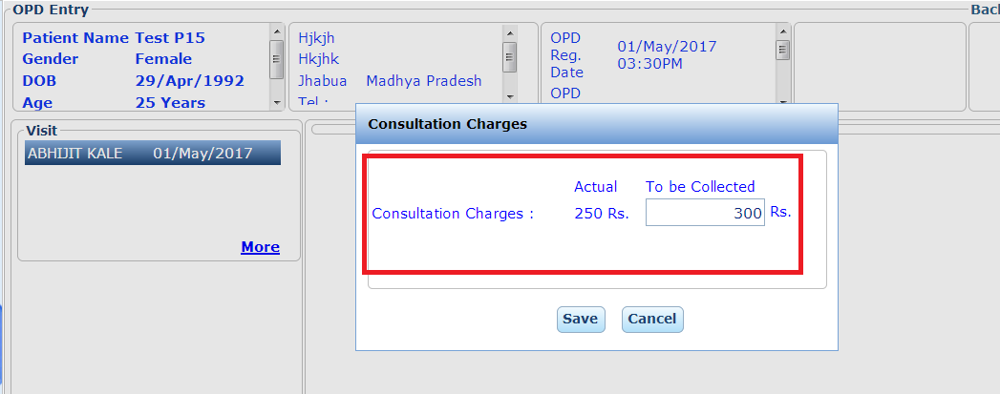 OPD Entry
Back
Patient Name Test P15
Gender Female
DOB 29/Apr/1992
Age 25 Years
Hjkjh
Hkjhk
Jhabua Madhya Pradesh
Tel :
OPD
Reg.
Date
01/May/2017
03:30PM
OPD
Visit
ABHIJIT KALE 01/May/2017
More
Consultation Charges
Actual To be Collected
Consultation Charges : 250 Rs. 300 Rs.
Save Cancel